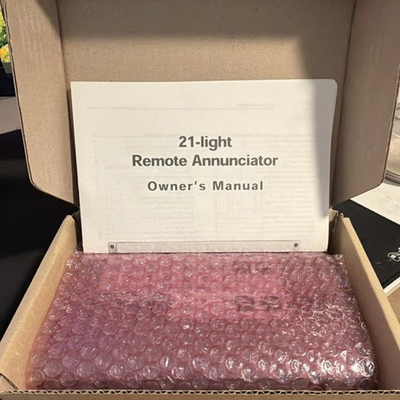 21-light
Remote Annunciator
Owner's Manual